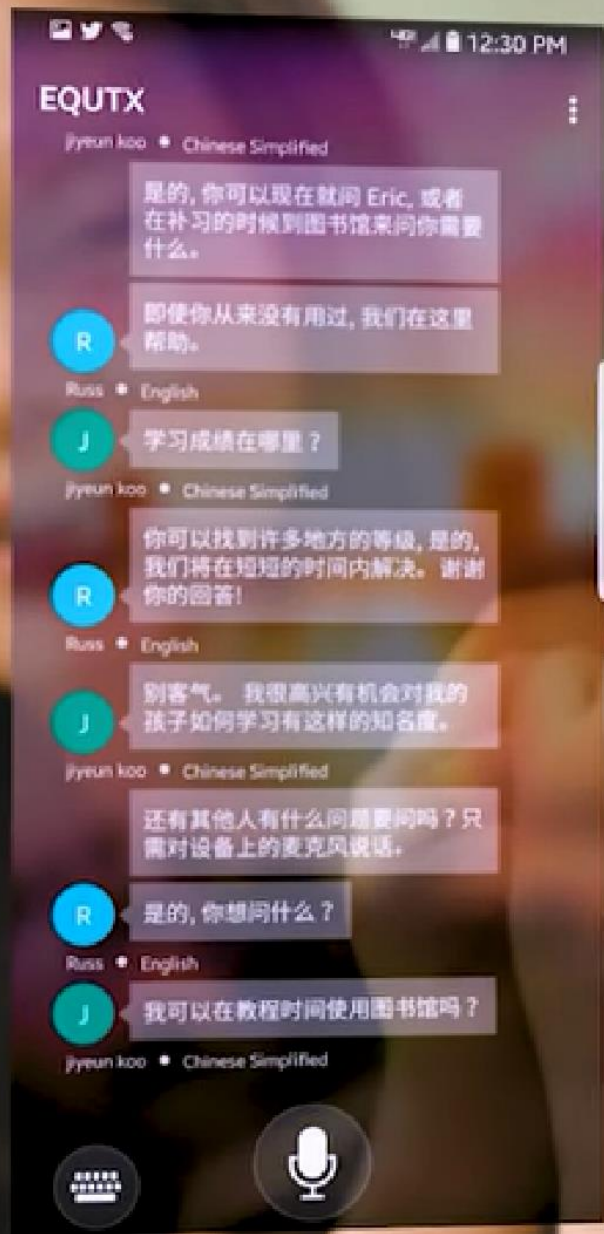 12:30 PM
EQUTX
jiyeun koo • Chinese Simplified
是的, 你可以现在就问 Eric, 或者
在补习的时候到图书馆来问你需要
什么。
即使你从来没有用过, 我们在这里
帮助。
R
Russ • English
J
学习成绩在哪里？
jiyeun koo • Chinese Simplified
你可以找到许多地方的等级, 是的,
我们将在短短的时间内解决。谢谢
你的回答!
R
Russ • English
别客气。 我很高兴有机会对我的
孩子如何学习有这样的知名度。
J
jiyeun koo • Chinese Simplified
还有其他人有什么问题要问吗？只
需对设备上的麦克风说话。
R
是的, 你想问什么？
Russ • English
J
我可以在教程时间使用图书馆吗？
jiyeun koo • Chinese Simplified